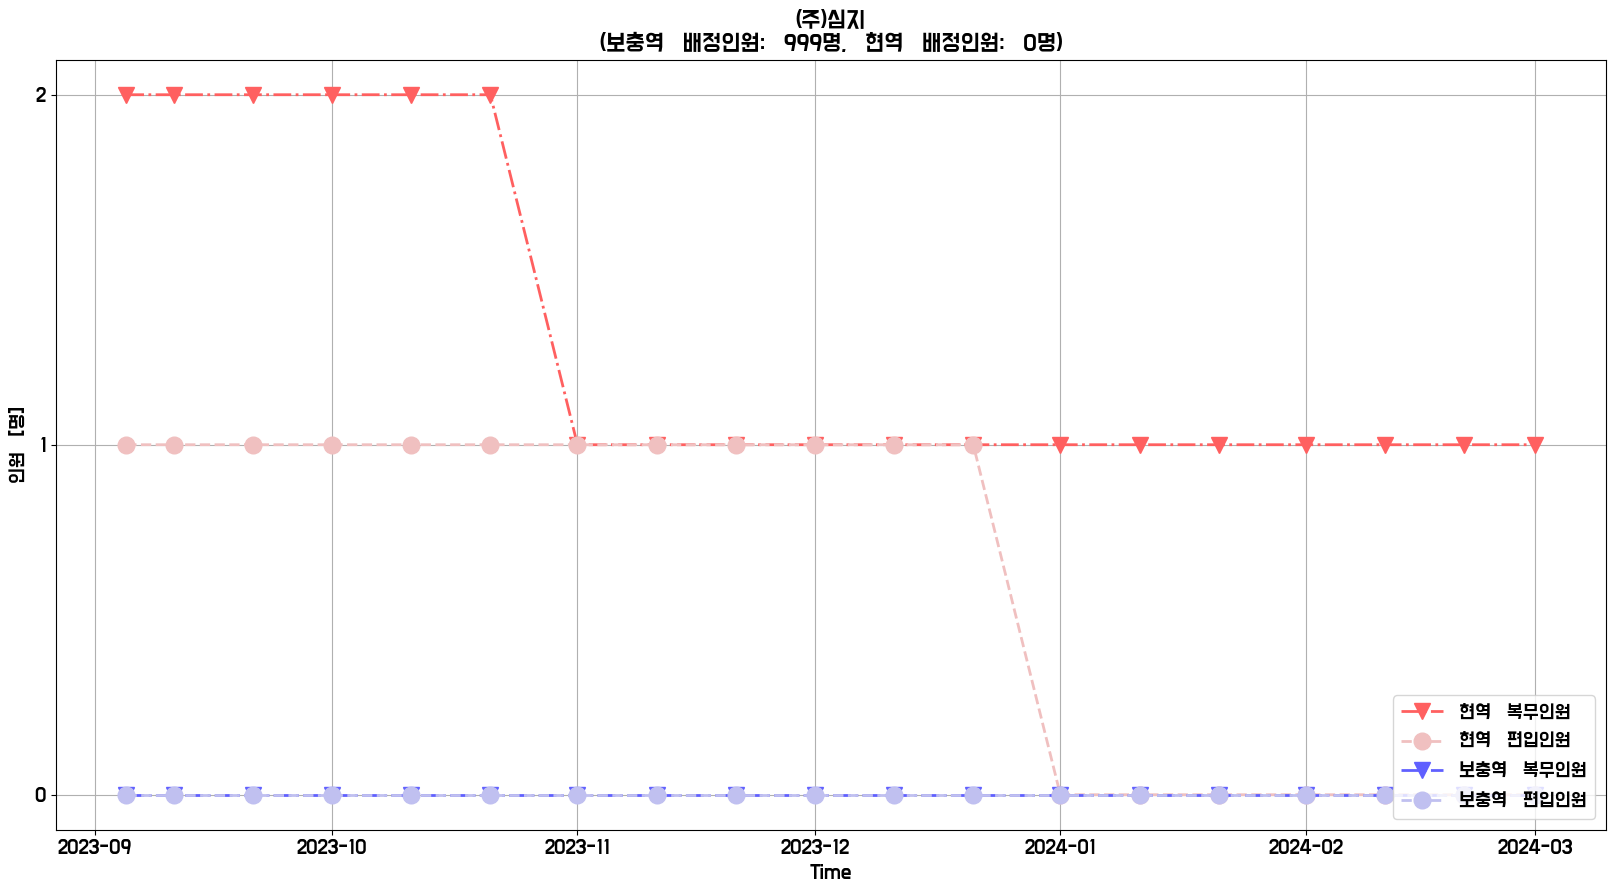 (주)심지
(보충역 배정인원: 999명, 현역 배정인원: 0명)
인원 [명]
2
1
0
현역 복무인원
현역 편입인원
보충역 복무인원
보충역 편입인원
2023-09 2023-10 2023-11 2023-12 2024-01 2024-02 2024-03
Time